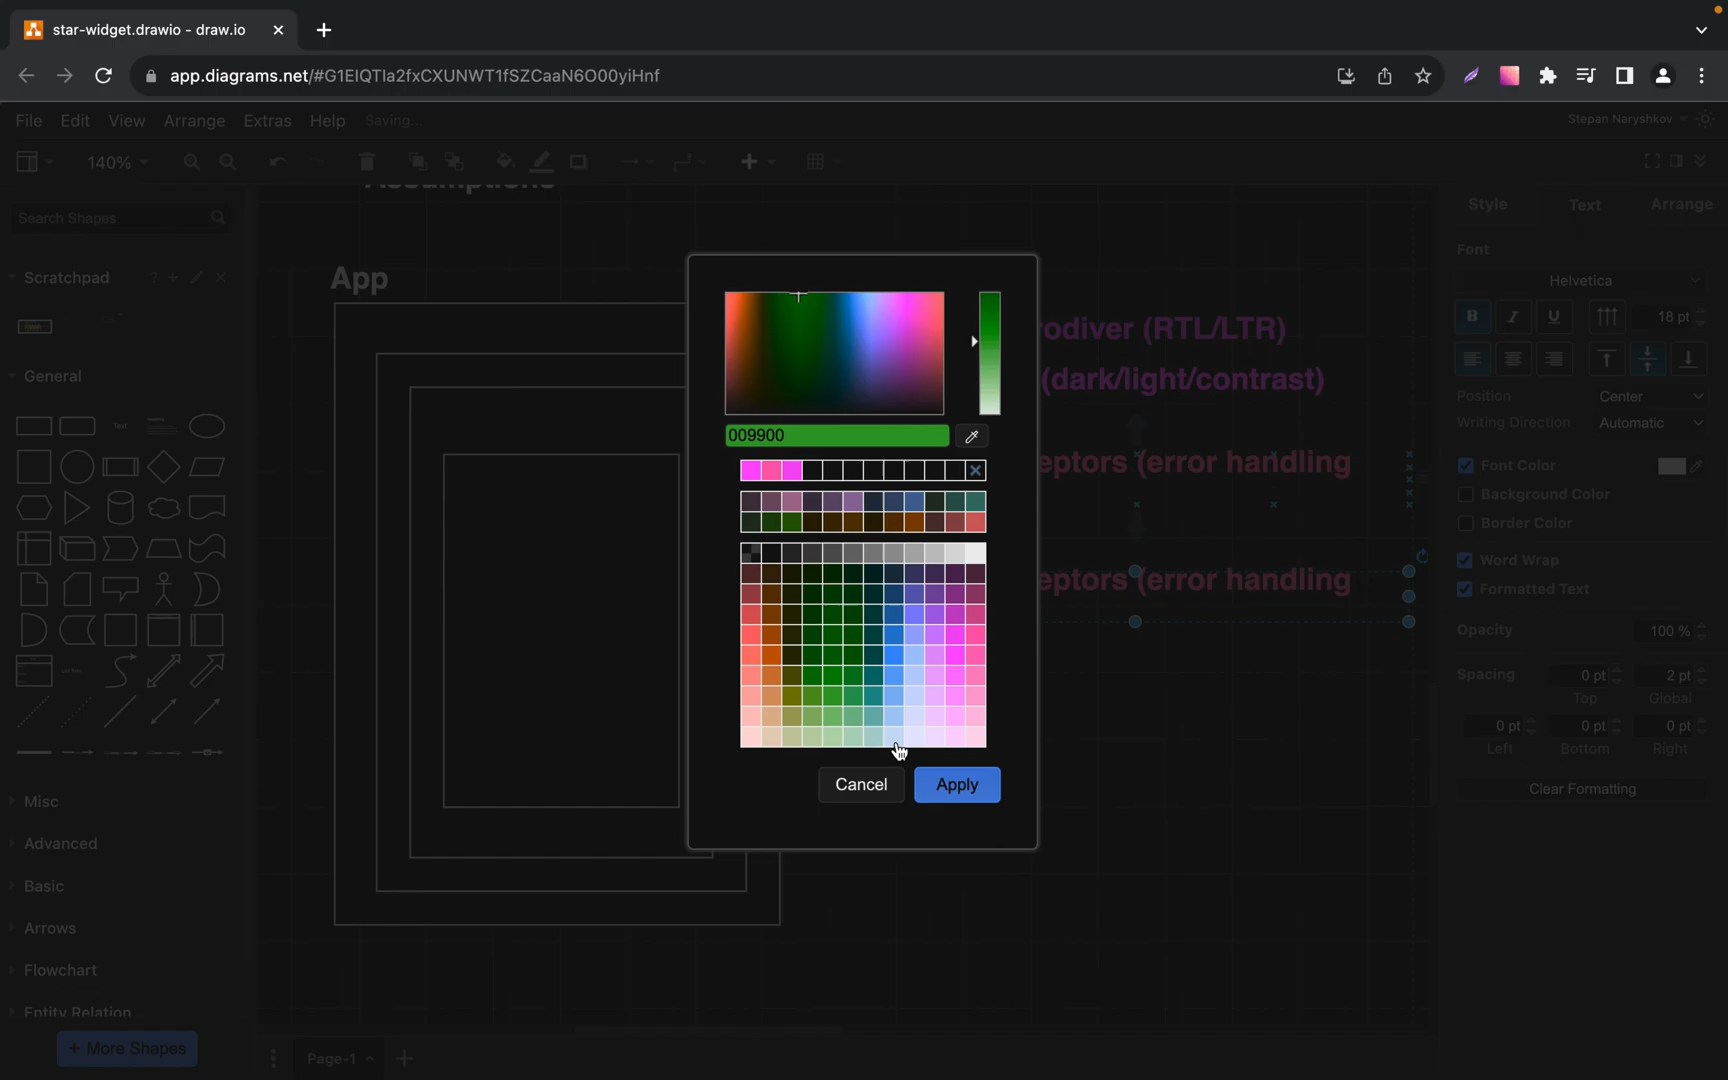 star-widget.drawio - draw.io
app.diagrams.net/#G1EIQTIa2fxCXUNWT1fSZCaaN6O00yiHnf
File Edit View Arrange Extras Help Saving...
Stepan Naryshkov
140%
Assumptions
Search Shapes
Style Text Arrange
Font
Scratchpad
App
Helvetica
18 pt
rodiver (RTL/LTR)
General
(dark/light/contrast)
Position Center
Writing Direction Automatic
Text
009900
eptors (error handling
Font Color
Background Color
Border Color
Word Wrap
eptors (error handling
Formatted Text
Opacity 100 %
Spacing 0 pt 2 pt
Top Global
0 pt 0 pt 0 pt
Left Bottom Right
Cancel Apply
Clear Formatting
Misc
Advanced
Basic
Arrows
Flowchart
Entity Relation
+ More Shapes
Page-1